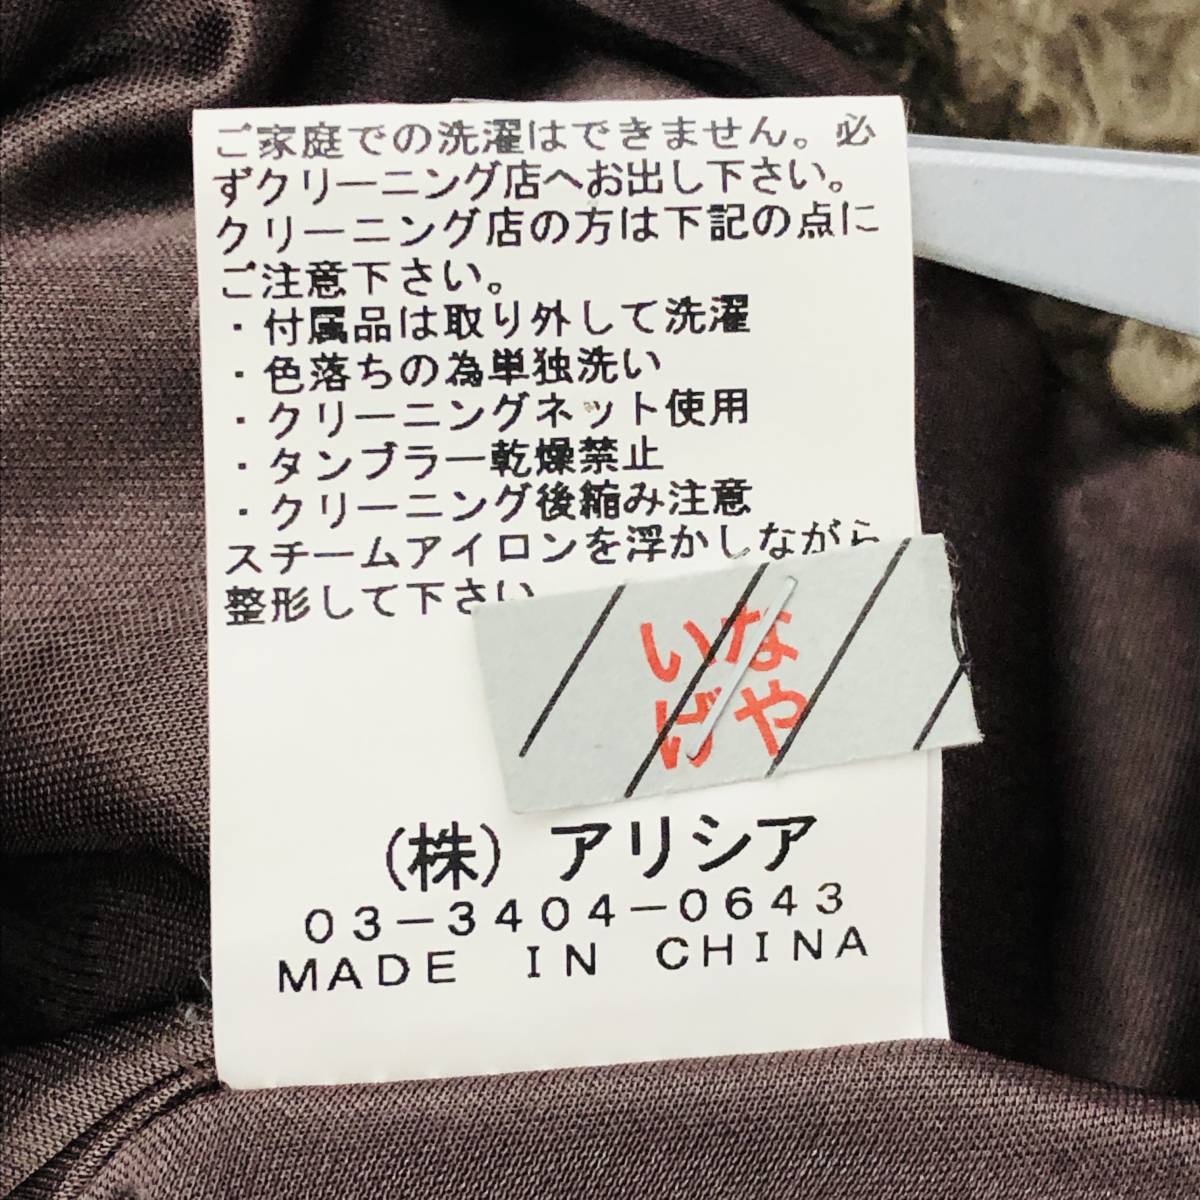 ご家庭での洗濯はできません。必
ずクリーニング店へお出し下さい。
クリーニング店の方は下記の点に
ご注意下さい。
・付属品は取り外して洗濯
・色落ちの為単独洗い
・クリーニングネット使用
・タンブラー乾燥禁止
・クリーニング後縮み注意
スチームアイロンを浮かしながら
整形して下さい
いな
げや
(株) アリシア
03-3404-0643
MADE IN CHINA